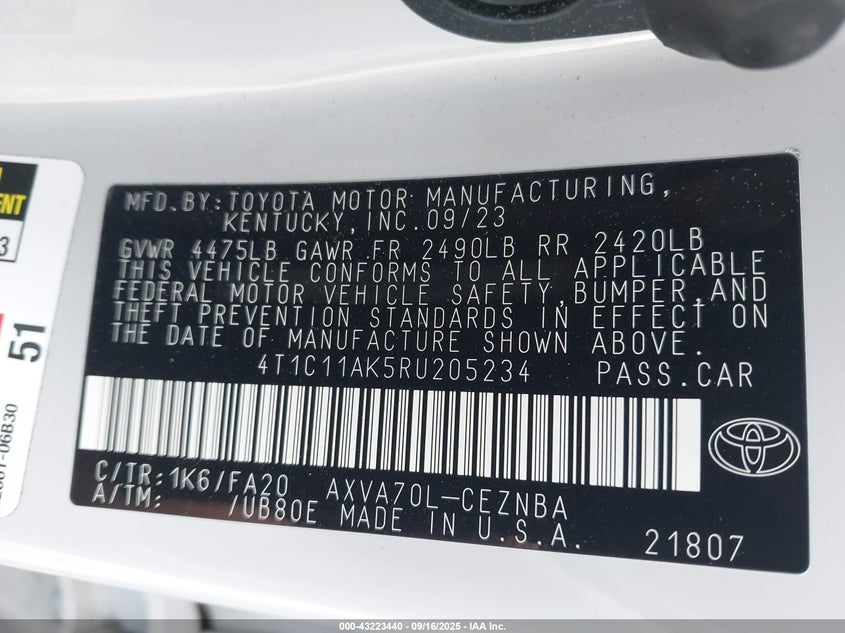 MFD.BY: TOYOTA MOTOR MANUFACTURING,
KENTUCKY, INC. 09/23
GVWR 4475LB GAWR FR 2490LB RR 2420LB
THIS VEHICLE CONFORMS TO ALL APPLICABLE
FEDERAL MOTOR VEHICLE SAFETY, BUMPER, AND
THEFT PREVENTION STANDARDS IN EFFECT ON
THE DATE OF MANUFACTURE SHOWN ABOVE.
4T1C11AK5RU205234 PASS.CAR
C/TR: 1K6/FA20 AXVA70L-CEZNBA
A/TM: /UB80E MADE IN U.S.A. 21807
51
000-43223440 - 09/16/2025 - IAA Inc.